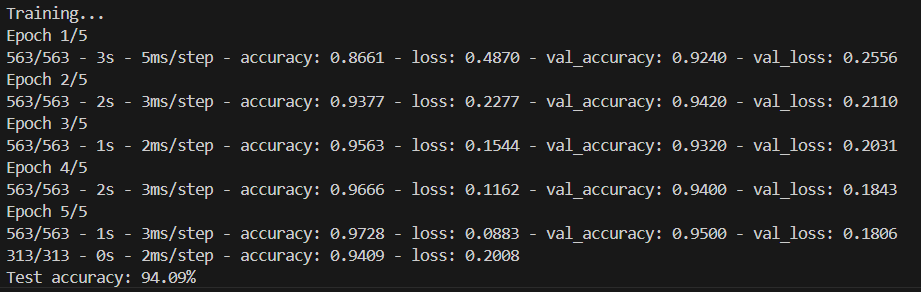 Training...
Epoch 1/5
563/563 - 3s - 5ms/step - accuracy: 0.8661 - loss: 0.4870 - val_accuracy: 0.9240 - val_loss: 0.2556
Epoch 2/5
563/563 - 2s - 3ms/step - accuracy: 0.9377 - loss: 0.2277 - val_accuracy: 0.9420 - val_loss: 0.2110
Epoch 3/5
563/563 - 1s - 2ms/step - accuracy: 0.9563 - loss: 0.1544 - val_accuracy: 0.9320 - val_loss: 0.2031
Epoch 4/5
563/563 - 2s - 3ms/step - accuracy: 0.9666 - loss: 0.1162 - val_accuracy: 0.9400 - val_loss: 0.1843
Epoch 5/5
563/563 - 1s - 3ms/step - accuracy: 0.9728 - loss: 0.0883 - val_accuracy: 0.9500 - val_loss: 0.1806
313/313 - 0s - 2ms/step - accuracy: 0.9409 - loss: 0.2008
Test accuracy: 94.09%